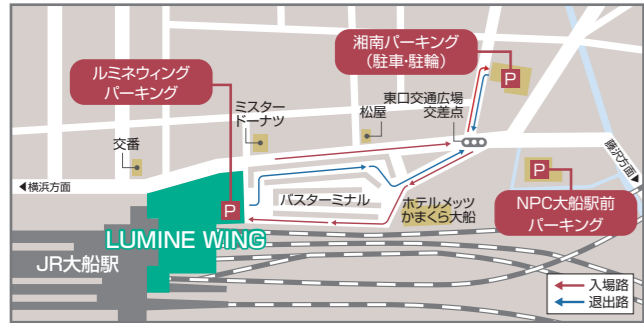 湘南パーキング
（駐車・駐輪）
P
ルミネウィング
パーキング
ミスター
ドーナツ
松屋
東口交通広場
交差点
交番
藤沢方面
◀横浜方面
P
バスターミナル
ホテルメッツ
かまくら大船
P
NPC大船駅前
パーキング
LUMINE WING
JR大船駅
入場路
退出路